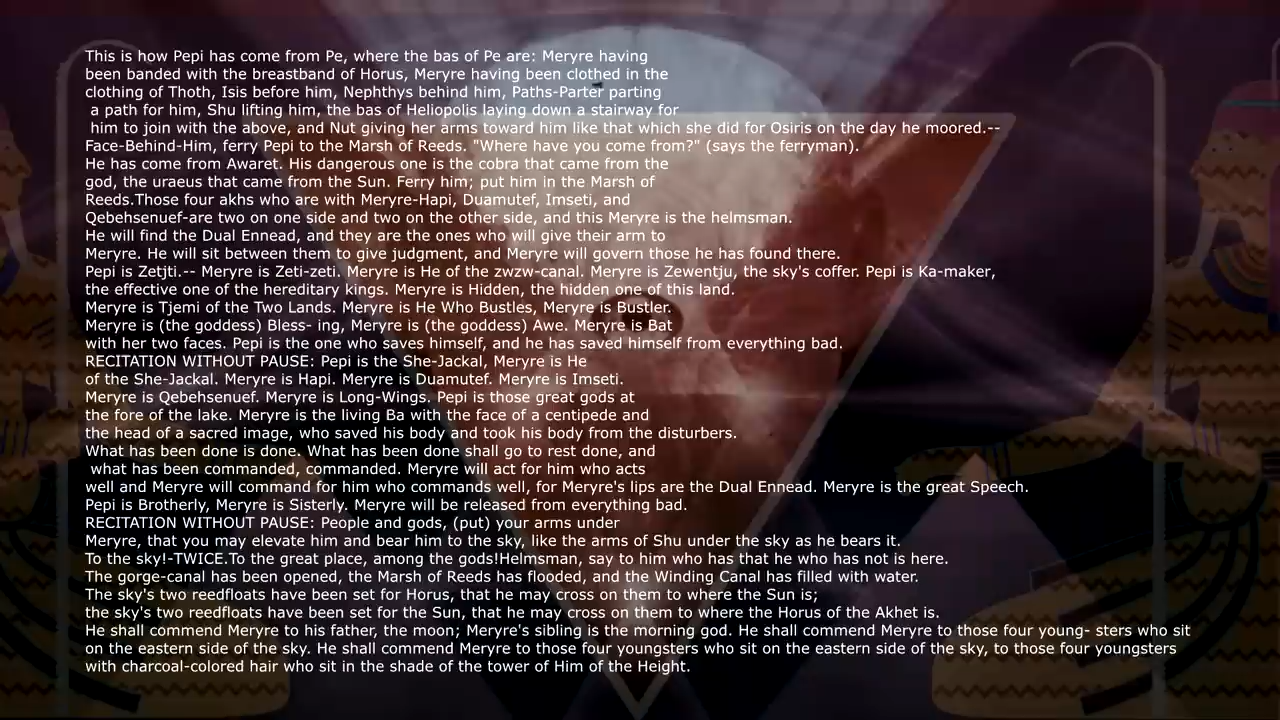 This is how Pepi has come from Pe, where the bas of Pe are: Meryre having
been banded with the breastband of Horus, Meryre having been clothed in the
clothing of Thoth, Isis before him, Nephthys behind him, Paths-Parter parting
a path for him, Shu lifting him, the bas of Heliopolis laying down a stairway for
him to join with the above, and Nut giving her arms toward him like that which she did for Osiris on the day he moored.--
Face-Behind-Him, ferry Pepi to the Marsh of Reeds. "Where have you come from?" (says the ferryman).
He has come from Awaret. His dangerous one is the cobra that came from the
god, the uraeus that came from the Sun. Ferry him; put him in the Marsh of
Reeds.Those four akhs who are with Meryre-Hapi, Duamutef, Imseti, and
Qebehsenuef-are two on one side and two on the other side, and this Meryre is the helmsman.
He will find the Dual Ennead, and they are the ones who will give their arm to
Meryre. He will sit between them to give judgment, and Meryre will govern those he has found there.
Pepi is Zetjti.-- Meryre is Zeti-zeti. Meryre is He of the zwzw-canal. Meryre is Zewentju, the sky's coffer. Pepi is Ka-maker,
the effective one of the hereditary kings. Meryre is Hidden, the hidden one of this land.
Meryre is Tjemi of the Two Lands. Meryre is He Who Bustles, Meryre is Bustler.
Meryre is (the goddess) Bless- ing, Meryre is (the goddess) Awe. Meryre is Bat
with her two faces. Pepi is the one who saves himself, and he has saved himself from everything bad.
RECITATION WITHOUT PAUSE: Pepi is the She-Jackal, Meryre is He
of the She-Jackal. Meryre is Hapi. Meryre is Duamutef. Meryre is Imseti.
Meryre is Qebehsenuef. Meryre is Long-Wings. Pepi is those great gods at
the fore of the lake. Meryre is the living Ba with the face of a centipede and
the head of a sacred image, who saved his body and took his body from the disturbers.
What has been done is done. What has been done shall go to rest done, and
what has been commanded, commanded. Meryre will act for him who acts
well and Meryre will command for him who commands well, for Meryre's lips are the Dual Ennead. Meryre is the great Speech.
Pepi is Brotherly, Meryre is Sisterly. Meryre will be released from everything bad.
RECITATION WITHOUT PAUSE: People and gods, (put) your arms under
Meryre, that you may elevate him and bear him to the sky, like the arms of Shu under the sky as he bears it.
To the sky!-TWICE.To the great place, among the gods!Helmsman, say to him who has that he who has not is here.
The gorge-canal has been opened, the Marsh of Reeds has flooded, and the Winding Canal has filled with water.
The sky's two reedfloats have been set for Horus, that he may cross on them to where the Sun is;
the sky's two reedfloats have been set for the Sun, that he may cross on them to where the Horus of the Akhet is.
He shall commend Meryre to his father, the moon; Meryre's sibling is the morning god. He shall commend Meryre to those four young- sters who sit
on the eastern side of the sky. He shall commend Meryre to those four youngsters who sit on the eastern side of the sky, to those four youngsters
with charcoal-colored hair who sit in the shade of the tower of Him of the Height.